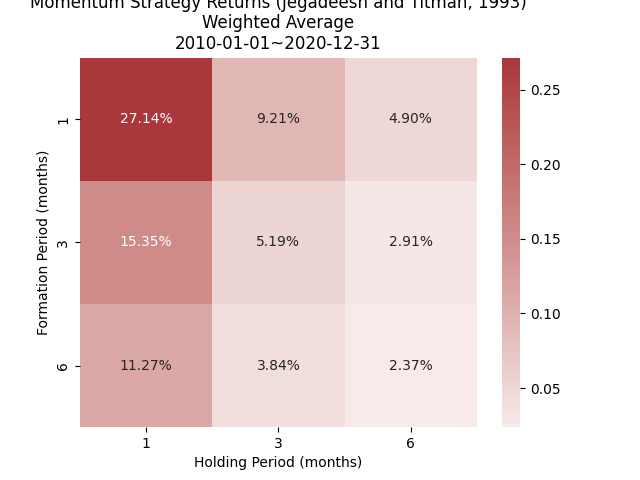 Momentum Strategy Returns (Jegadeesh and Titman, 1993)
Weighted Average
2010-01-01~2020-12-31
27.14% 9.21% 4.90%
15.35% 5.19% 2.91%
11.27% 3.84% 2.37%
1
3
6
Formation Period (months)
1 3 6
Holding Period (months)
0.25
0.20
0.15
0.10
0.05